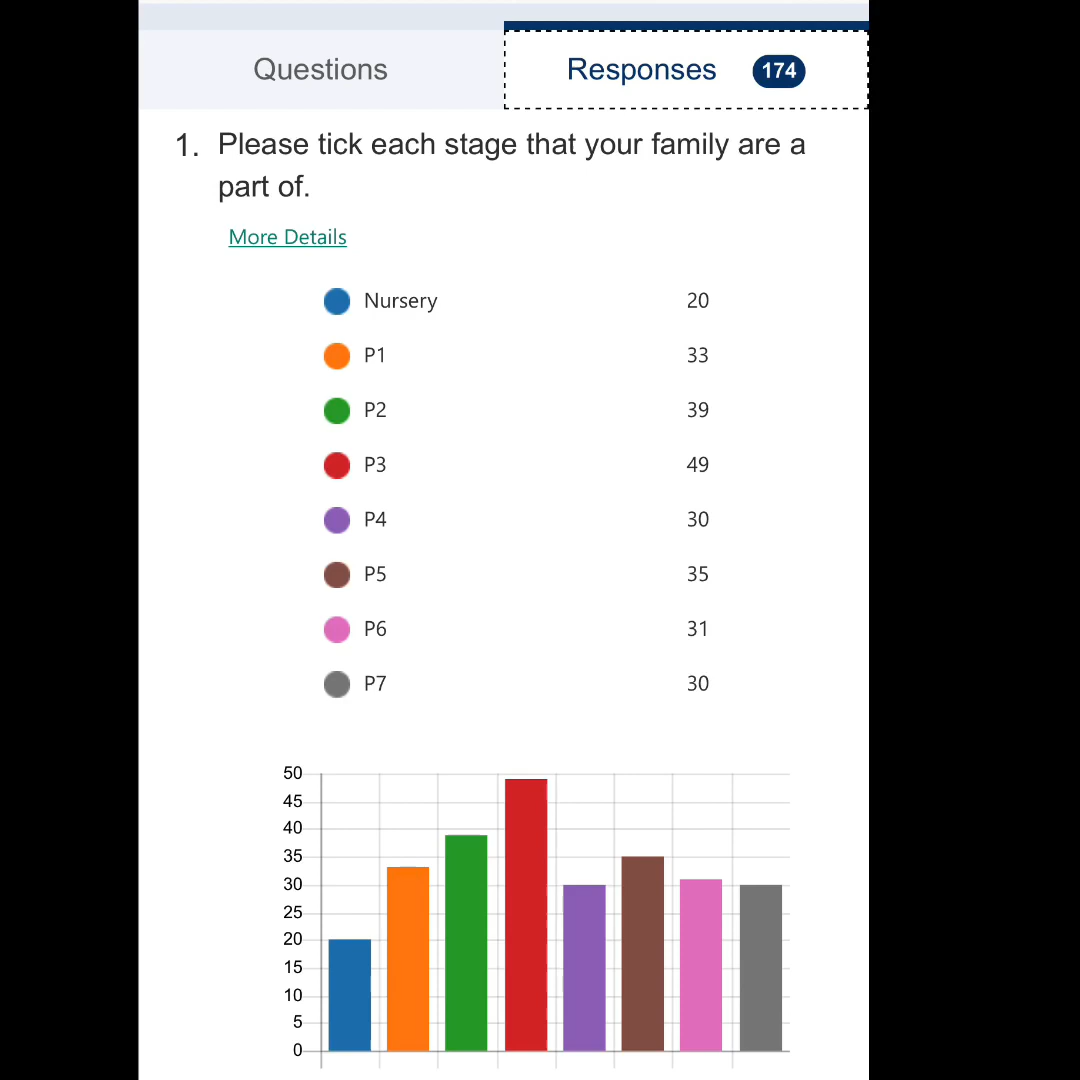 Questions
Responses 174
1. Please tick each stage that your family are a
part of.
More Details
Nursery 20
P1 33
P2 39
P3 49
P4 30
P5 35
P6 31
P7 30
50
45
40
35
30
25
20
15
10
5
0